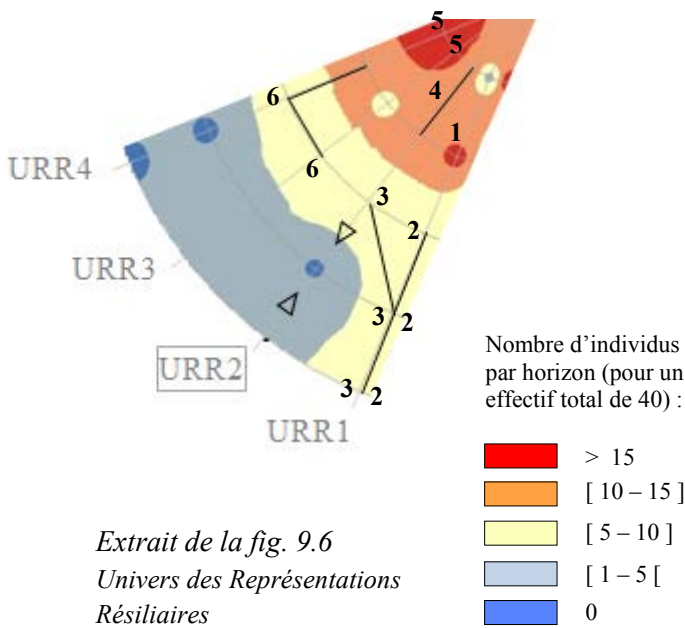 5
5
6
4
1
URR4
6
3
2
URR3
3
2
URR2
3
2
URR1
Nombre d'individus
par horizon (pour un
effectif total de 40) :
> 15
[ 10 – 15 ]
[ 5 – 10 ]
[ 1 – 5 [
0
Extrait de la fig. 9.6
Univers des Représentations
Résiliaires